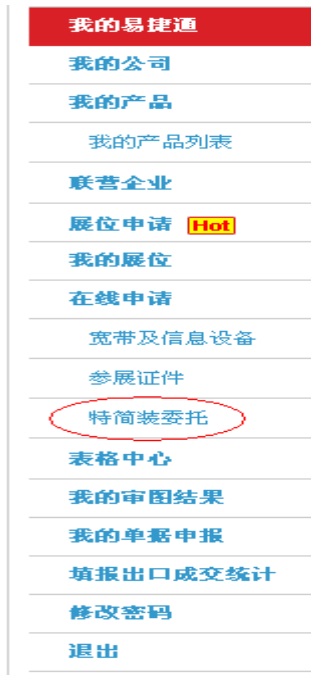 我的易捷通
我的公司
我的产品
我的产品列表
联营企业
展位申请 Hot
我的展位
在线申请
宽带及信息设备
参展证件
特简装委托
表格中心
我的审图结果
我的单据申报
填报出口成交统计
修改密码
退出